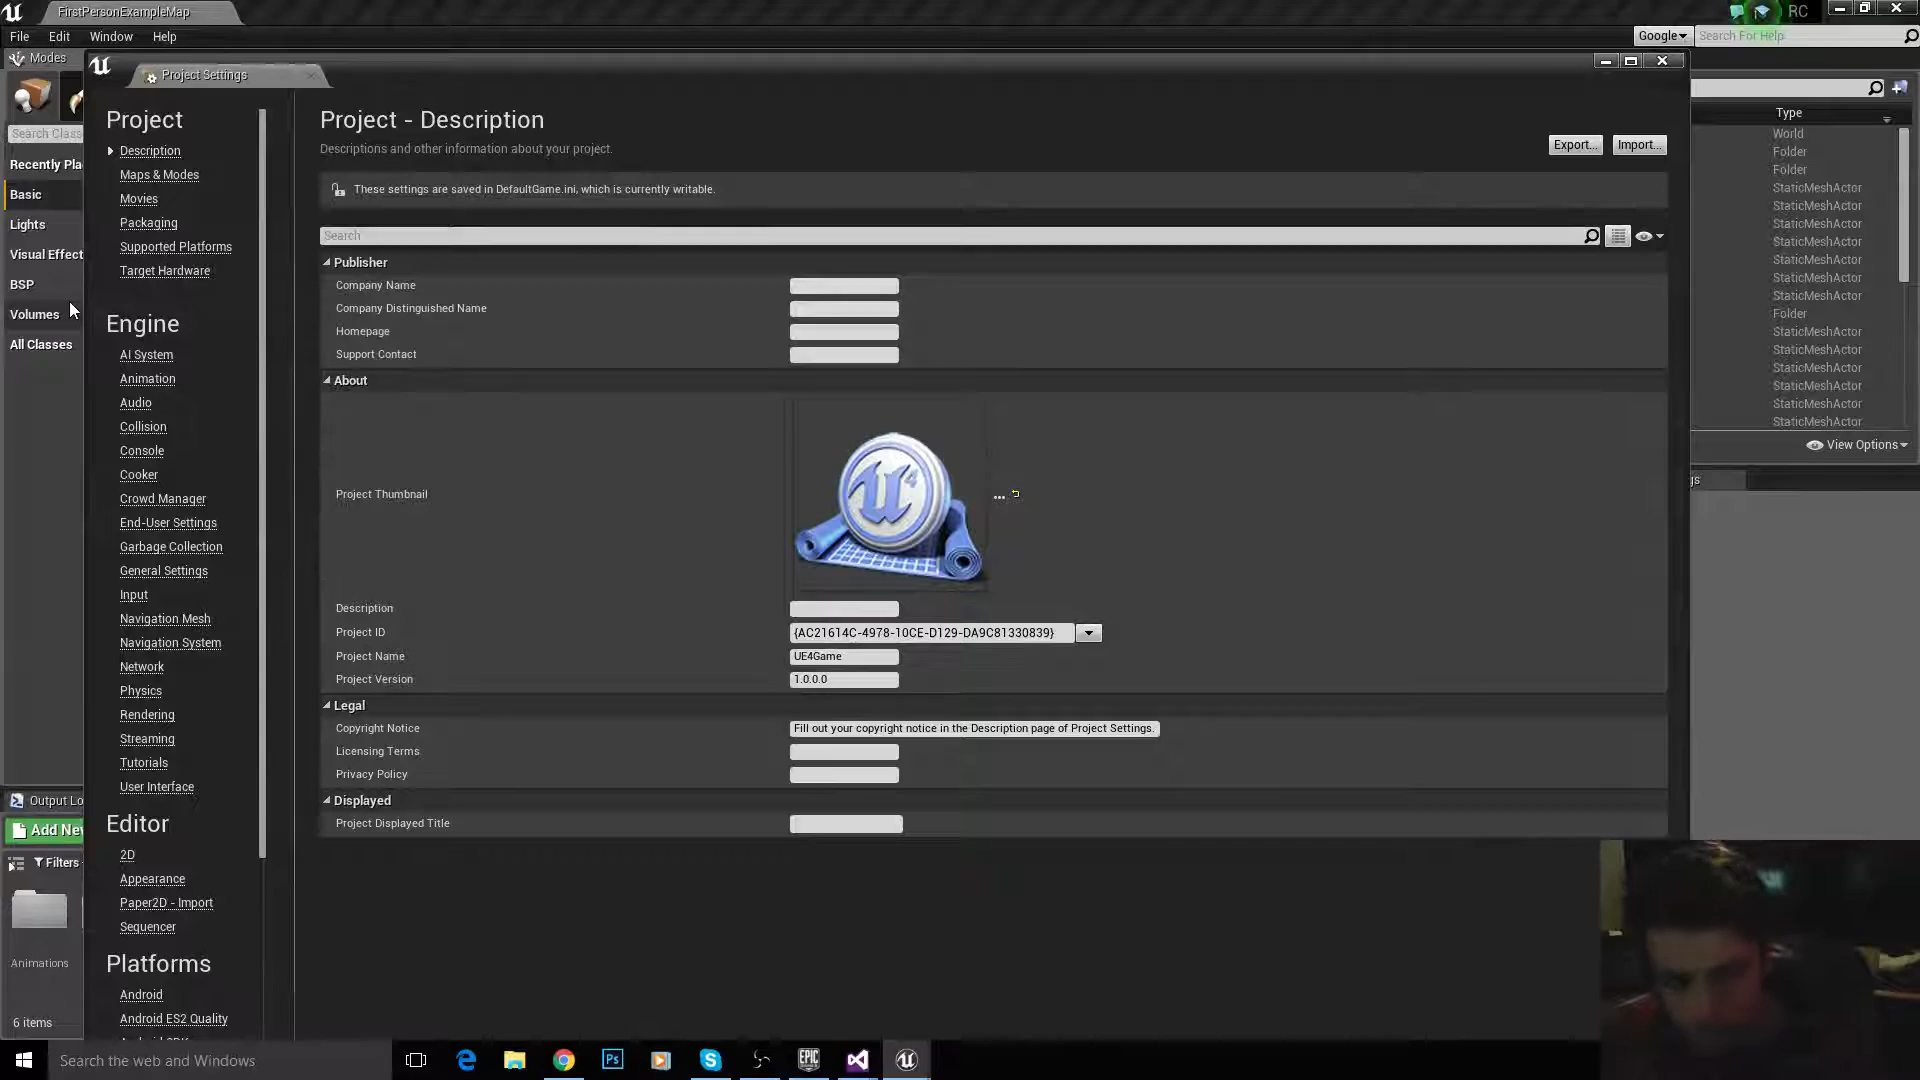 FirstPersonExampleMap
RC
File Edit Window Help
Google
Search For Help
Modes
Project Settings
Search Class
Recently Pla
Basic
Lights
Visual Effect
BSP
Volumes
All Classes
Output Lo
Add New
Filters
Animations
6 items
Project
Description
Maps & Modes
Movies
Packaging
Supported Platforms
Target Hardware
Engine
AI System
Animation
Audio
Collision
Console
Cooker
Crowd Manager
End-User Settings
Garbage Collection
General Settings
Input
Navigation Mesh
Navigation System
Network
Physics
Rendering
Streaming
Tutorials
User Interface
Editor
2D
Appearance
Paper2D - Import
Sequencer
Platforms
Android
Android ES2 Quality
Project - Description
Descriptions and other information about your project.
Export... Import...
These settings are saved in DefaultGame.ini, which is currently writable.
Search
Publisher
Company Name
Company Distinguished Name
Homepage
Support Contact
About
Project Thumbnail
...
Description
Project ID {AC21614C-4978-10CE-D129-DA9C81330839}
Project Name UE4Game
Project Version 1.0.0.0
Legal
Copyright Notice Fill out your copyright notice in the Description page of Project Settings.
Licensing Terms
Privacy Policy
Displayed
Project Displayed Title
Type
World
Folder
Folder
StaticMeshActor
StaticMeshActor
StaticMeshActor
StaticMeshActor
StaticMeshActor
StaticMeshActor
StaticMeshActor
Folder
StaticMeshActor
StaticMeshActor
StaticMeshActor
StaticMeshActor
StaticMeshActor
StaticMeshActor
View Options
Search the web and Windows
Ps
EPIC